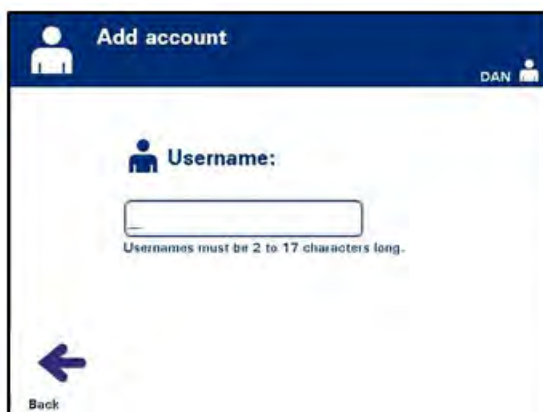 Add account
DAN
Username:
_
Usernames must be 2 to 17 characters long.
Back